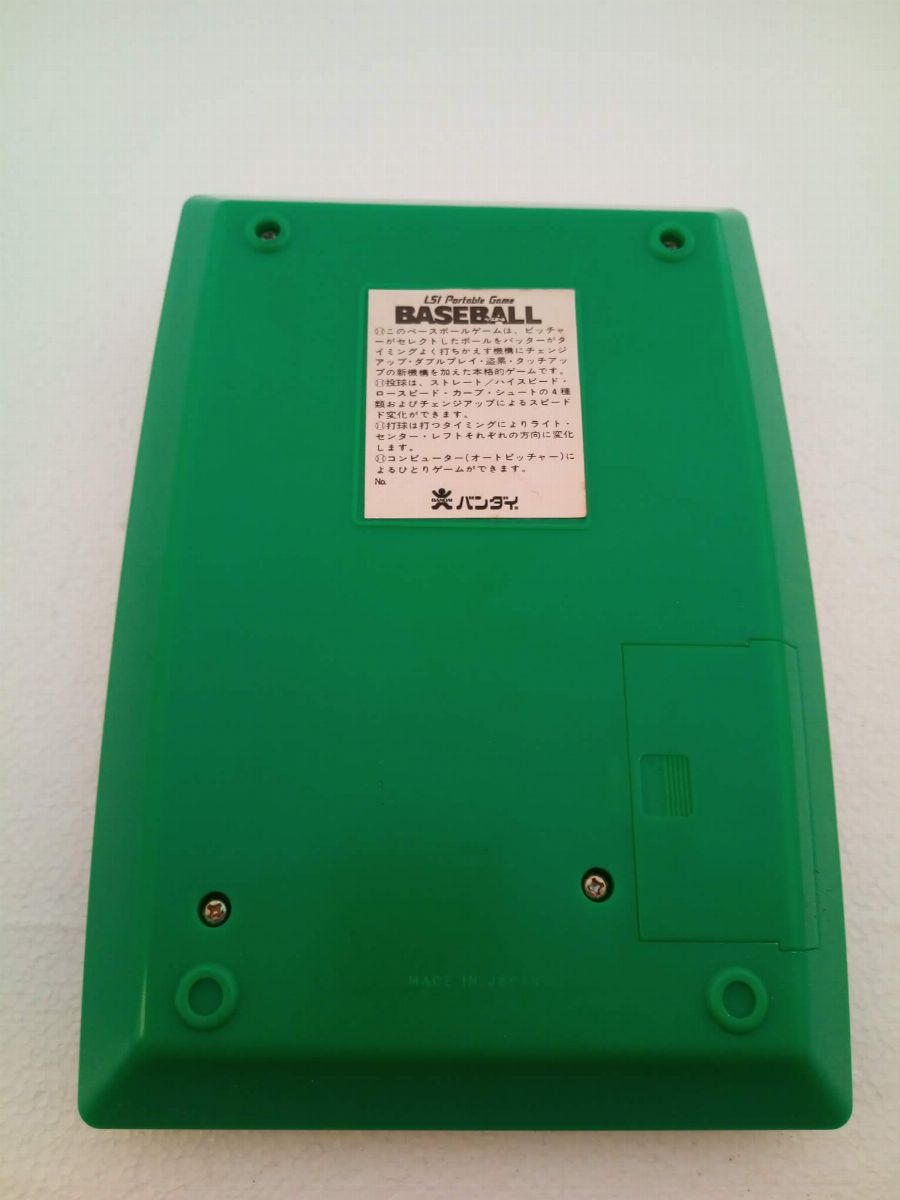 LSI Portable Game
BASEBALL
①このベースボールゲームは、ピッチャ
ーがセレクトしたボールをバッターがタ
イミングよく打ちかえす機構にチェンジ
アップ・ダブルプレイ・盗累・タッチアッ
プの新機構を加えた本格的ゲームです。
投球は、ストレート／ハイスピード・
ロースピード・カーブ・シュートの4種
類およびチェンジアップによるスピード
ド変化ができます。
打球は打つタイミングによりライト・
センター・レフトそれぞれの方向に変化
します。
コンピューター(オートピッチャー)に
よるひとりゲームができます。
No.
BANDAI バンダイ
MADE IN JAPAN